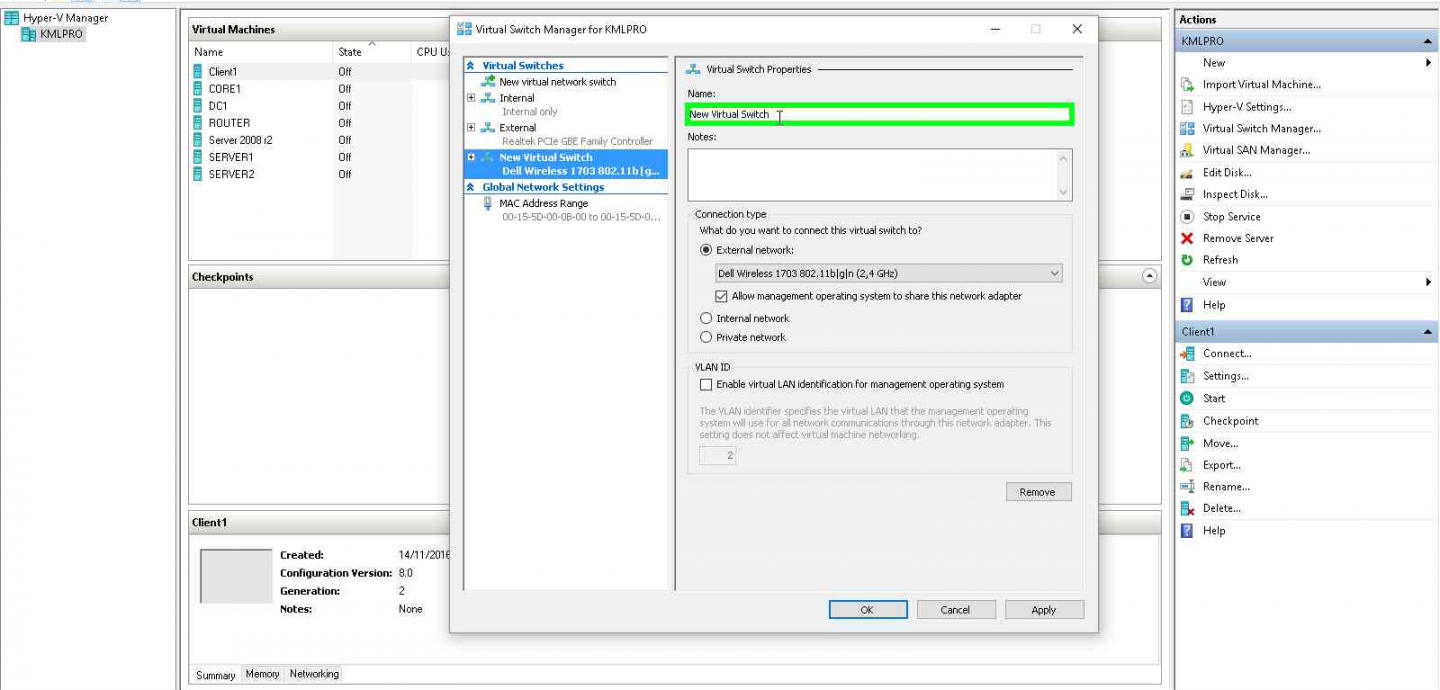 Hyper-V Manager
KMLPRO
Virtual Machines
Name State CPU U
Client1 Off
CORE1 Off
DC1 Off
ROUTER Off
Server 2008 r2 Off
SERVER1 Off
SERVER2 Off
Checkpoints
Client1
Created: 14/11/2016
Configuration Version: 8.0
Generation: 2
Notes: None
Summary Memory Networking
Virtual Switch Manager for KMLPRO
Virtual Switches
New virtual network switch
Internal
Internal only
External
Realtek PCIe GBE Family Controller
New Virtual Switch
Dell Wireless 1703 802.11b|g...
Global Network Settings
MAC Address Range
00-15-5D-00-0B-00 to 00-15-5D-0...
Virtual Switch Properties
Name:
New Virtual Switch
Notes:
Connection type
What do you want to connect this virtual switch to?
External network:
Dell Wireless 1703 802.11b|g|n (2,4 GHz)
Allow management operating system to share this network adapter
Internal network
Private network
VLAN ID
Enable virtual LAN identification for management operating system
The VLAN identifier specifies the virtual LAN that the management operating
system will use for all network communications through this network adapter. This
setting does not affect virtual machine networking.
2
Remove
OK Cancel Apply
Actions
KMLPRO
New
Import Virtual Machine...
Hyper-V Settings...
Virtual Switch Manager...
Virtual SAN Manager...
Edit Disk...
Inspect Disk...
Stop Service
Remove Server
Refresh
View
Help
Client1
Connect...
Settings...
Start
Checkpoint
Move...
Export...
Rename...
Delete...
Help